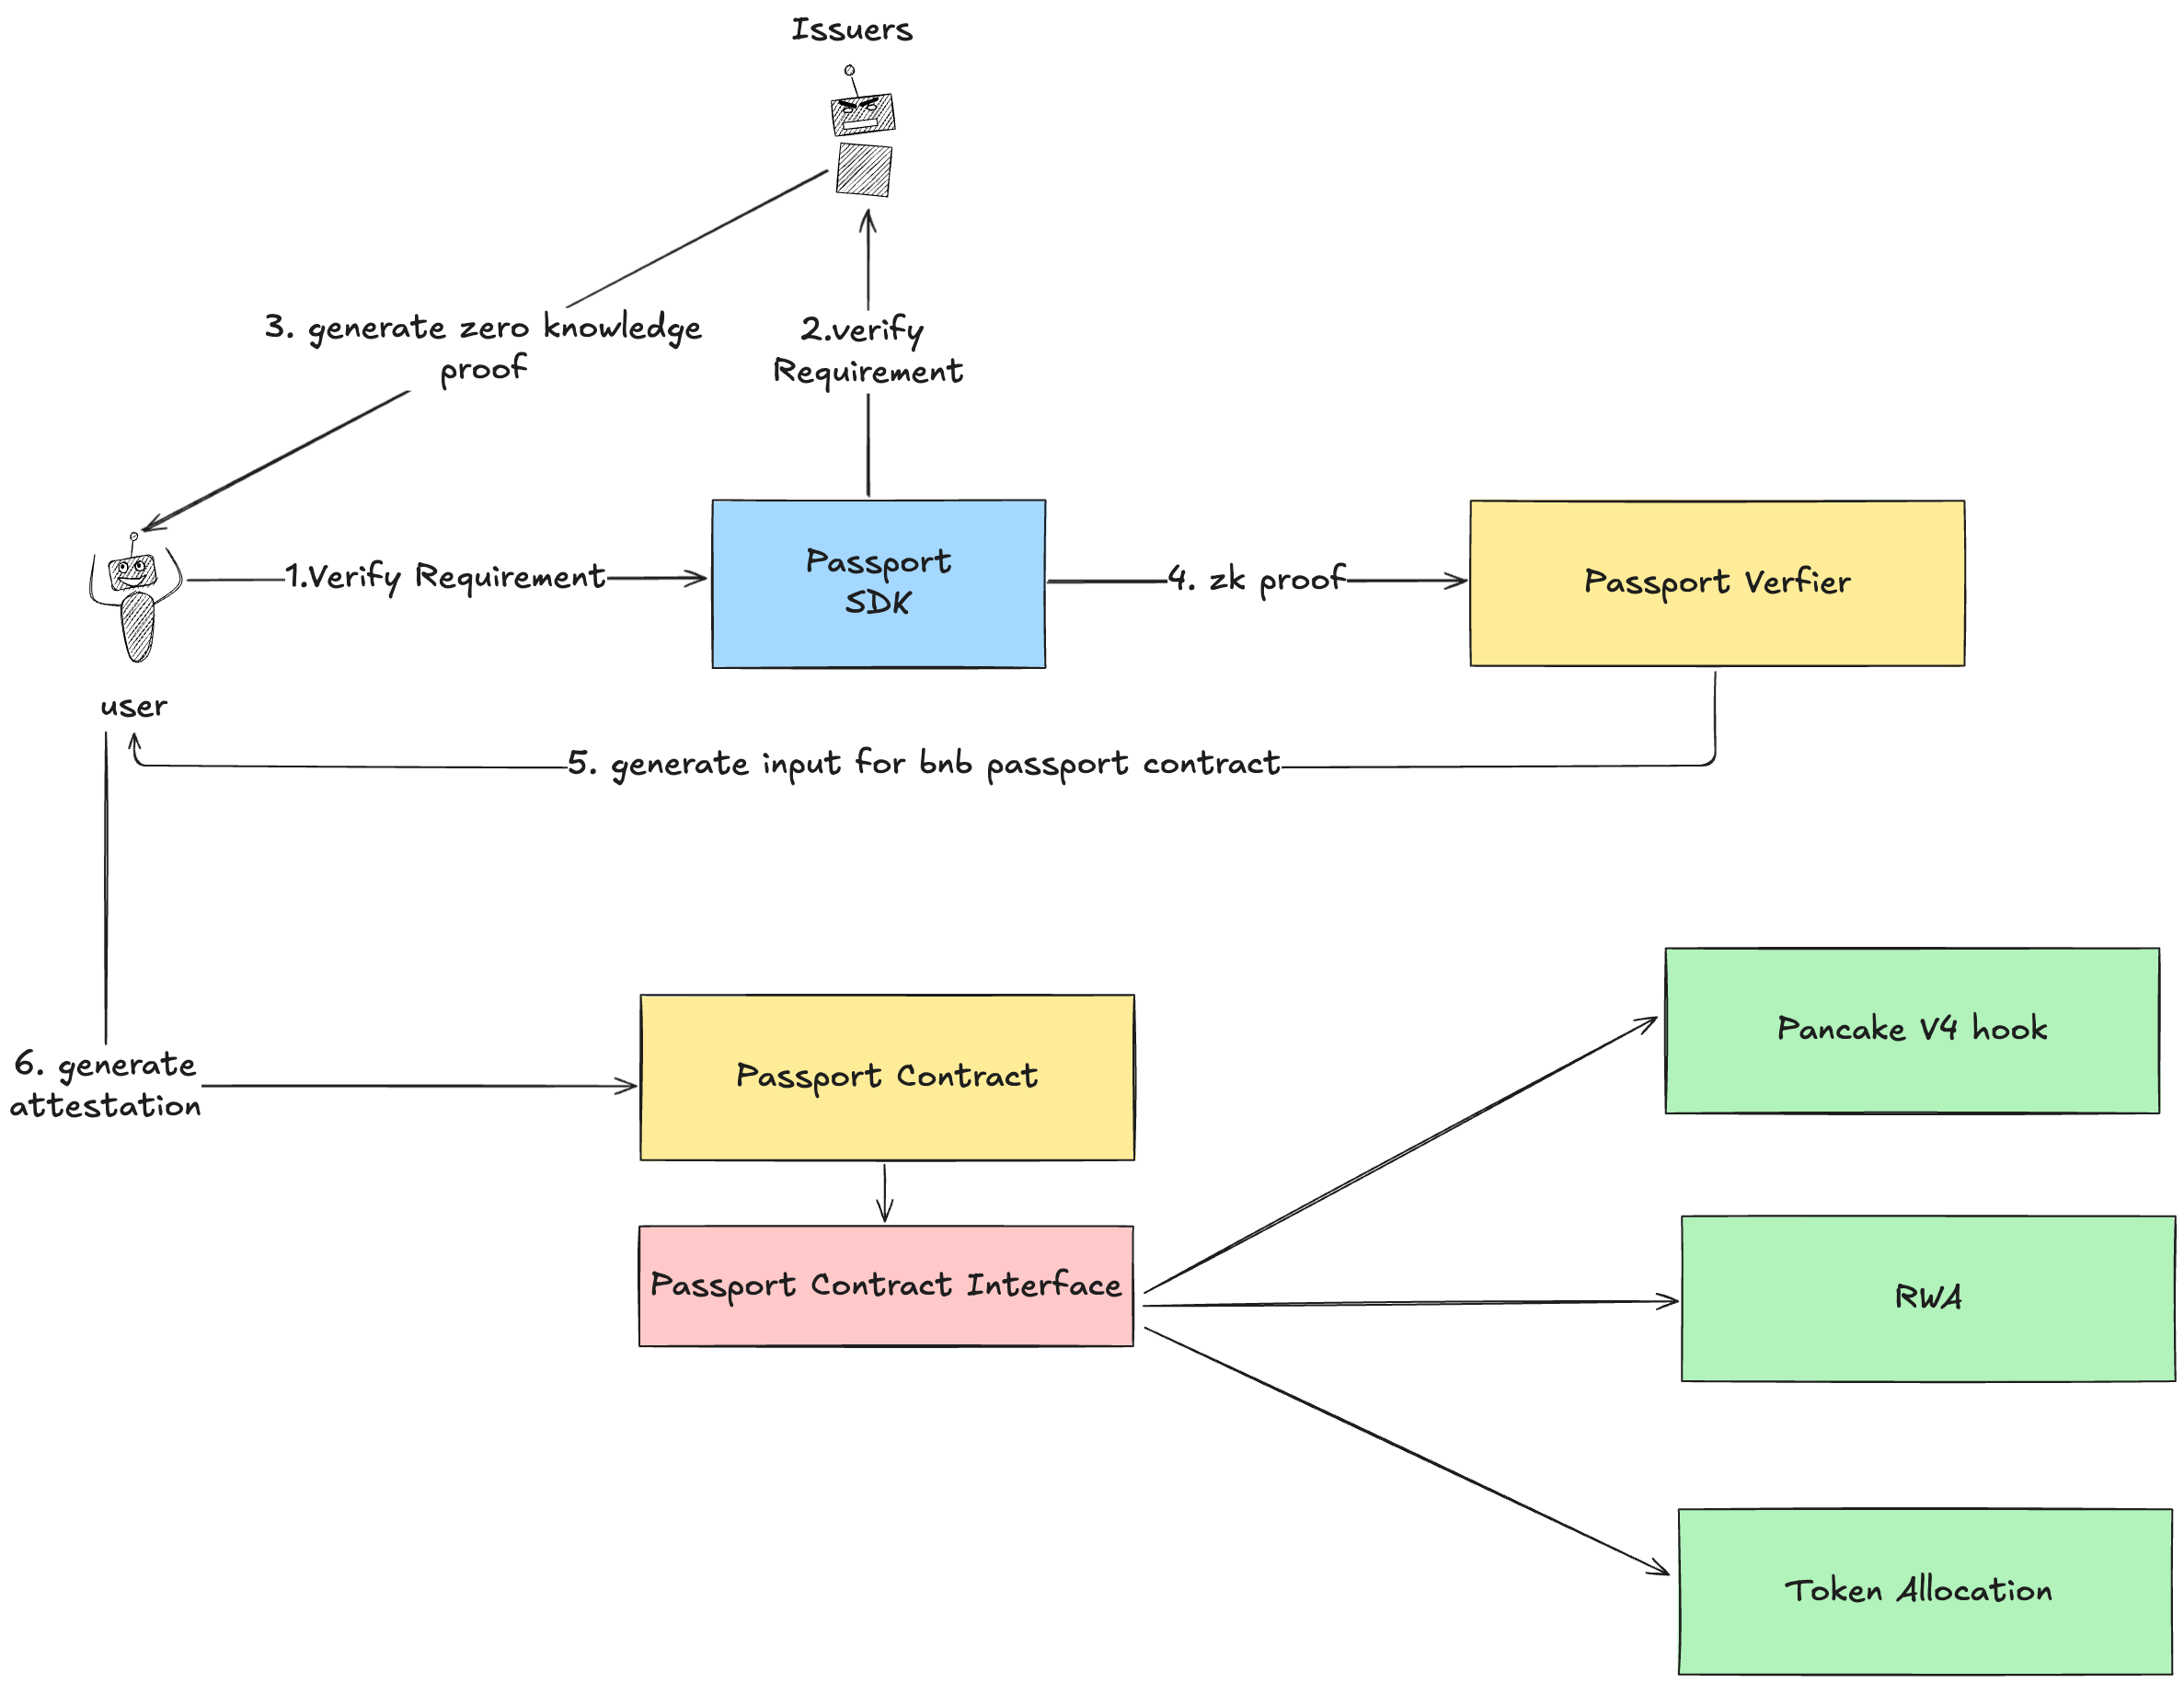 Issuers
3. generate zero knowledge
proof
2.verify
Requirement
1.Verify Requirement
Passport
SDK
4. zk proof
Passport Verfier
user
5. generate input for bnb passport contract
6. generate
attestation
Passport Contract
Pancake V4 hook
Passport Contract Interface
RWA
Token Allocation